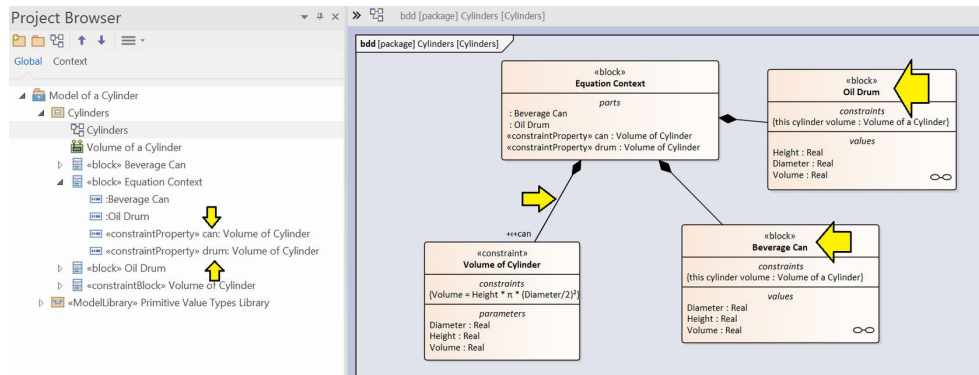 Project Browser
Global Context
Model of a Cylinder
Cylinders
Cylinders
Volume of a Cylinder
«block» Beverage Can
«block» Equation Context
:Beverage Can
:Oil Drum
«constraintProperty» can: Volume of Cylinder
«constraintProperty» drum: Volume of Cylinder
«block» Oil Drum
«constraintBlock» Volume of Cylinder
«ModelLibrary» Primitive Value Types Library
bdd [package] Cylinders [Cylinders]
bdd [package] Cylinders [Cylinders]
«block»
Equation Context
parts
: Beverage Can
: Oil Drum
«constraintProperty» can : Volume of Cylinder
«constraintProperty» drum : Volume of Cylinder
«block»
Oil Drum
constraints
{this cylinder volume : Volume of a Cylinder}
values
Height : Real
Diameter : Real
Volume : Real
+can
«constraint»
Volume of Cylinder
constraints
{Volume = Height * π * (Diameter/2)²}
parameters
Diameter : Real
Height : Real
Volume : Real
«block»
Beverage Can
constraints
{this cylinder volume : Volume of a Cylinder}
values
Diameter : Real
Height : Real
Volume : Real